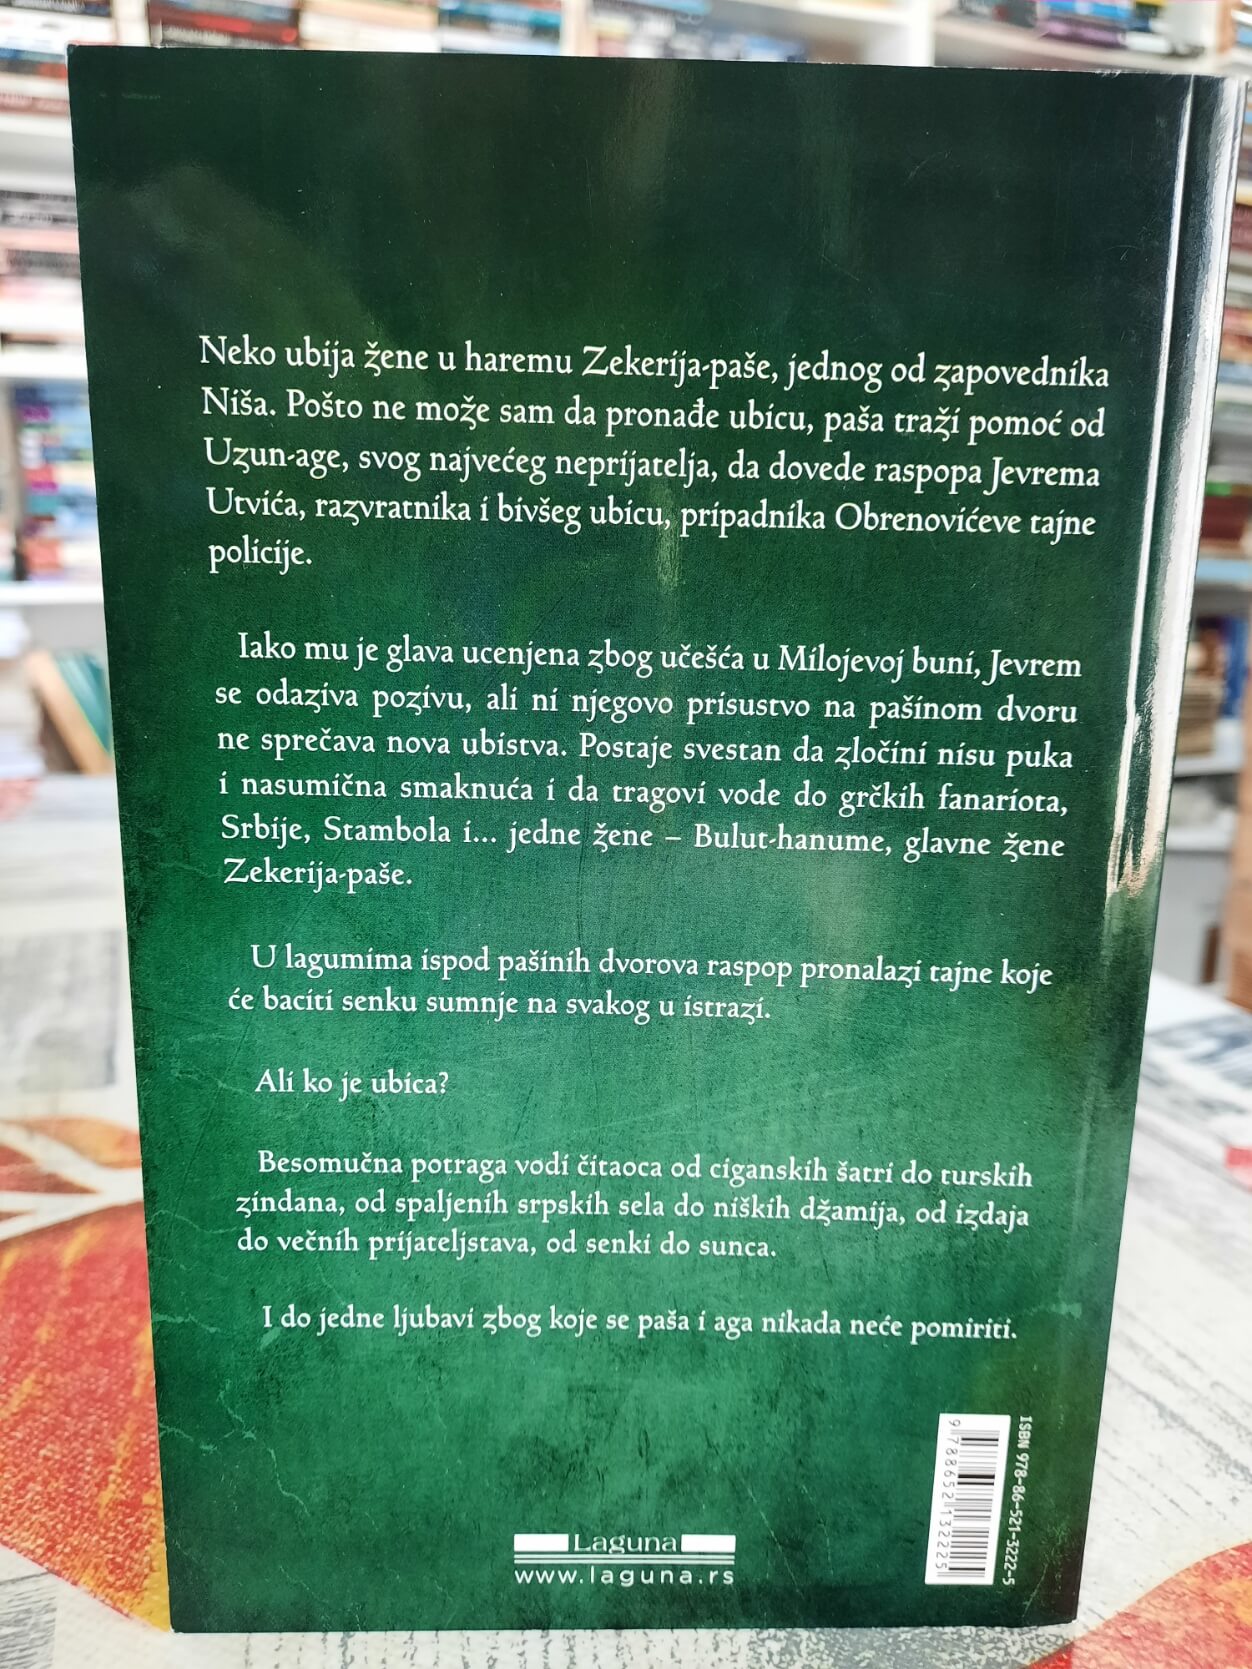 Neko ubija žene u haremu Zekerija-paše, jednog od zapovednika
Niša. Pošto ne može sam da pronađe ubicu, paša traži pomoć od
Uzun-age, svog najvećeg neprijatelja, da dovede raspopa Jevrema
Utvića, razvratnika i bivšeg ubicu, pripadnika Obrenovićeve tajne
policije.
Iako mu je glava ucenjena zbog učešća u Milojevoj buni, Jevrem
se odaziva pozivu, ali ni njegovo prisustvo na pašinom dvoru
ne sprečava nova ubistva. Postaje svestan da zločini nisu puka
i nasumična smaknuća i da tragovi vode do grčkih fanariota,
Srbije, Stambola i... jedne žene – Bulut-hanume, glavne žene
Zekerija-paše.
U lagumima ispod pašinih dvorova raspop pronalazi tajne koje
će baciti senku sumnje na svakog u istrazi.
Ali ko je ubica?
Besomučna potraga vodi čitaoca od ciganskih šatri do turskih
zindana, od spaljenih srpskih sela do niških džamija, od izdaja
do večnih prijateljstava, od senki do sunca.
I do jedne ljubavi zbog koje se paša i aga nikada neće pomiriti.
ISBN 978-86-521-3222-5
9 788652 132225
Laguna
www.laguna.rs